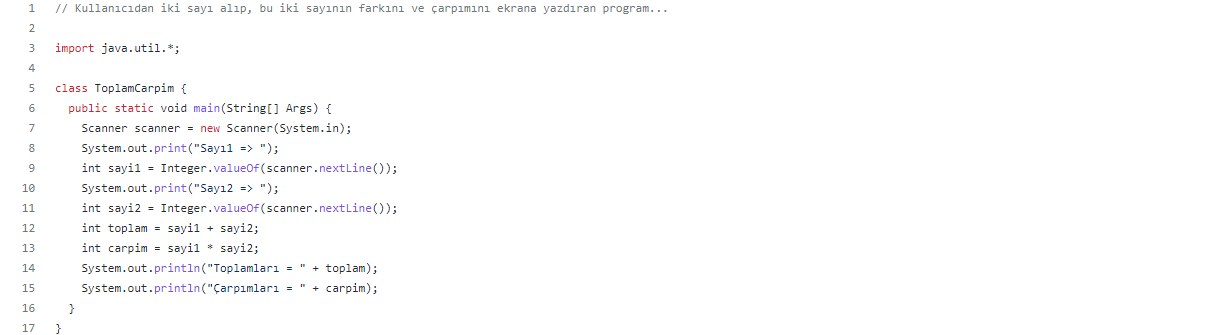 1 // Kullanıcıdan iki sayı alıp, bu iki sayının farkını ve çarpımını ekrana yazdıran program...
2
3 import java.util.*;
4
5 class ToplamCarpim {
6 public static void main(String[] Args) {
7 Scanner scanner = new Scanner(System.in);
8 System.out.print("Sayı1 => ");
9 int sayi1 = Integer.valueOf(scanner.nextLine());
10 System.out.print("Sayı2 => ");
11 int sayi2 = Integer.valueOf(scanner.nextLine());
12 int toplam = sayi1 + sayi2;
13 int carpim = sayi1 * sayi2;
14 System.out.println("Toplamları = " + toplam);
15 System.out.println("Çarpımları = " + carpim);
16 }
17 }